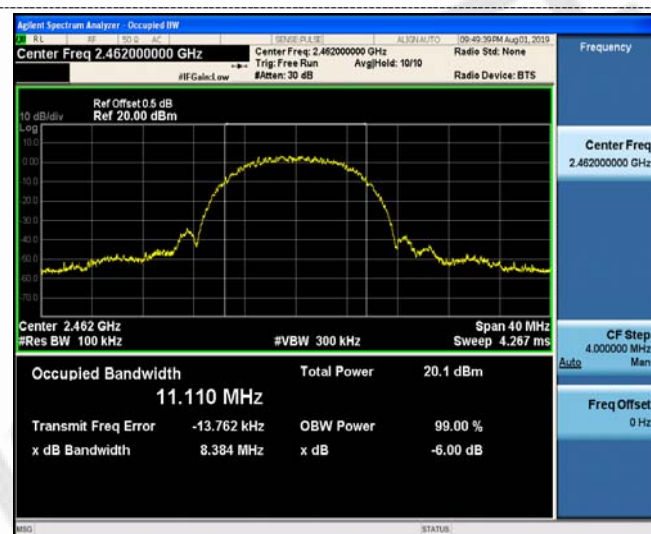 Agilent Spectrum Analyzer - Occupied BW
RL RF 50 Ω AC SENSE:PULSE ALIGNAUTO 09:49:39PM Aug01, 2019
Center Freq 2.462000000 GHz
Center Freq: 2.462000000 GHz
Radio Std: None
Trig: Free Run Avg|Hold: 10/10
#IFGain:Low #Atten: 30 dB Radio Device: BTS
Frequency
Ref Offset 0.5 dB
10 dB/div Ref 20.00 dBm
Log
10.0
0.00
10.0
20.0
30.0
40.0
50.0
60.0
70.0
Center 2.462 GHz Span 40 MHz
#Res BW 100 kHz #VBW 300 kHz Sweep 4.267 ms
Occupied Bandwidth Total Power 20.1 dBm
11.110 MHz
Transmit Freq Error -13.762 kHz OBW Power 99.00 %
x dB Bandwidth 8.384 MHz x dB -6.00 dB
Center Freq
2.462000000 GHz
CF Step
4.000000 MHz
Auto Man
Freq Offset
0 Hz
MSG STATUS